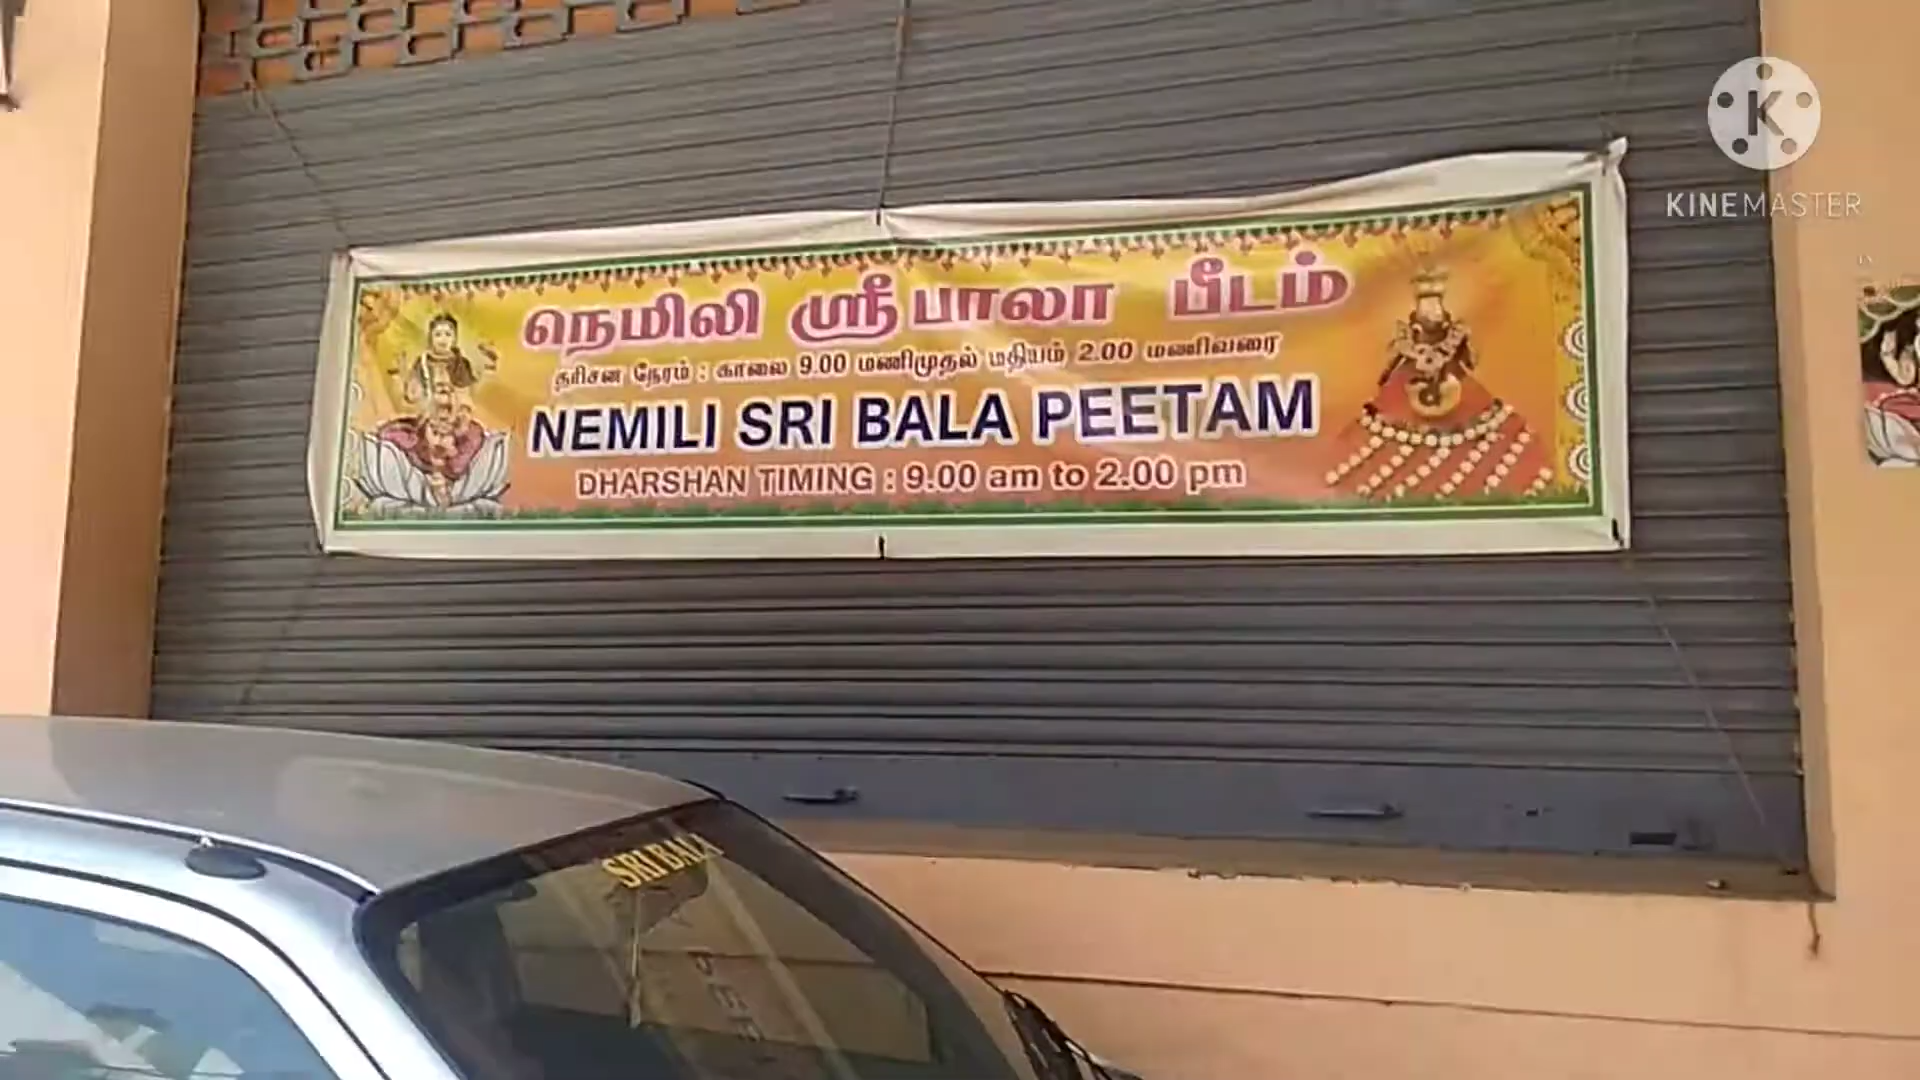 K
KINEMASTER
நெமிலி ஸ்ரீ பாலா பீடம்
தரிசன நேரம் : காலை 9.00 மணிமுதல் மதியம் 2.00 மணிவரை
NEMILI SRI BALA PEETAM
DHARSHAN TIMING : 9.00 am to 2.00 pm
SRI BALA